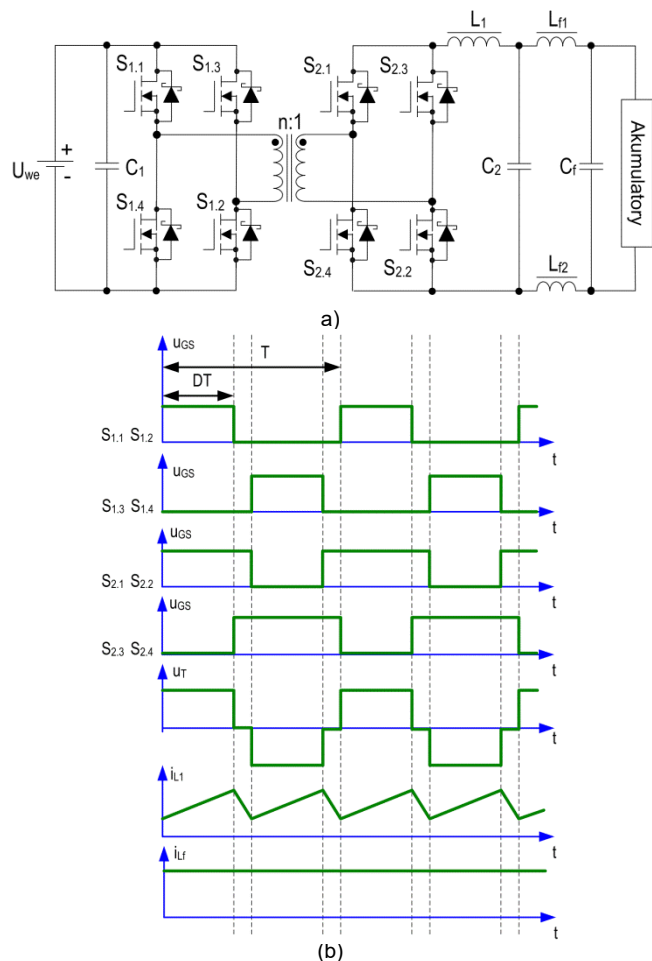 L1 Lf1
S1.1 S1.3 S2.1 S2.3
n:1
+
Uwe C1 C2 Cf Akumulatory
-
S1.4 S1.2
S2.4 S2.2 Lf2
a)
uGS
T
DT
S1.1 S1.2
t
uGS
S1.3 S1.4
t
uGS
S2.1 S2.2
t
uGS
S2.3 S2.4
t
uT
t
iL1
t
iLf
t
(b)